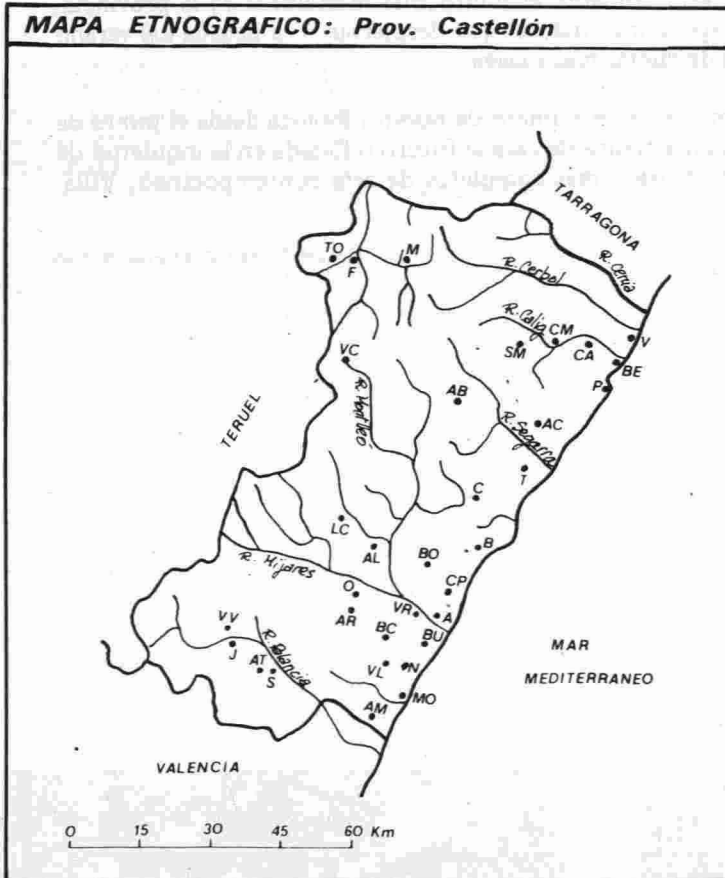 MAPA ETNOGRAFICO: Prov. Castellón
TARRAGONA
R. Cenia
TO
F
M
R. Cerbol
R. Calig
CM
SM
CA
V
BE
P
VC
AB
AC
TERUEL
R. Segarra
T
C
LC
AL
BO
B
R. Mijares
O
AR
CP
VR
A
VV
J
AT
S
R. Palancia
BC
BU
VL
N
MO
AM
MAR
MEDITERRANEO
VALENCIA
0 15 30 45 60 Km